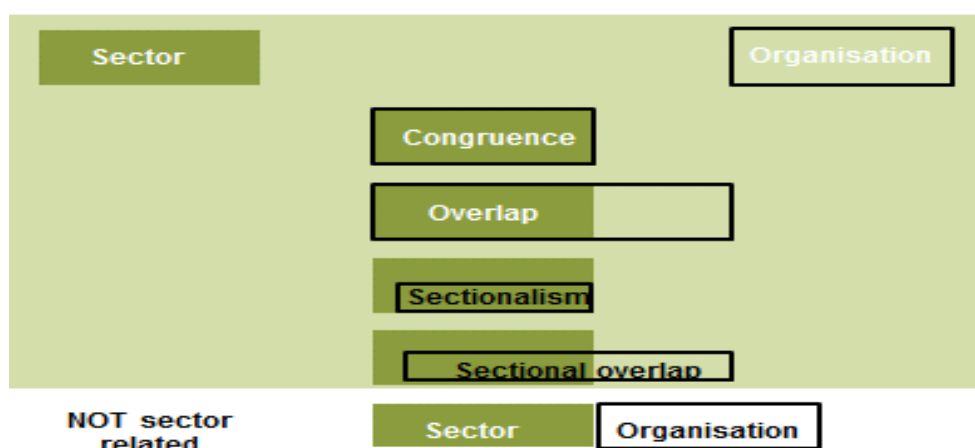 Sector
Organisation
Congruence
Overlap
Sectionalism
Sectional overlap
NOT sector
related
Sector
Organisation